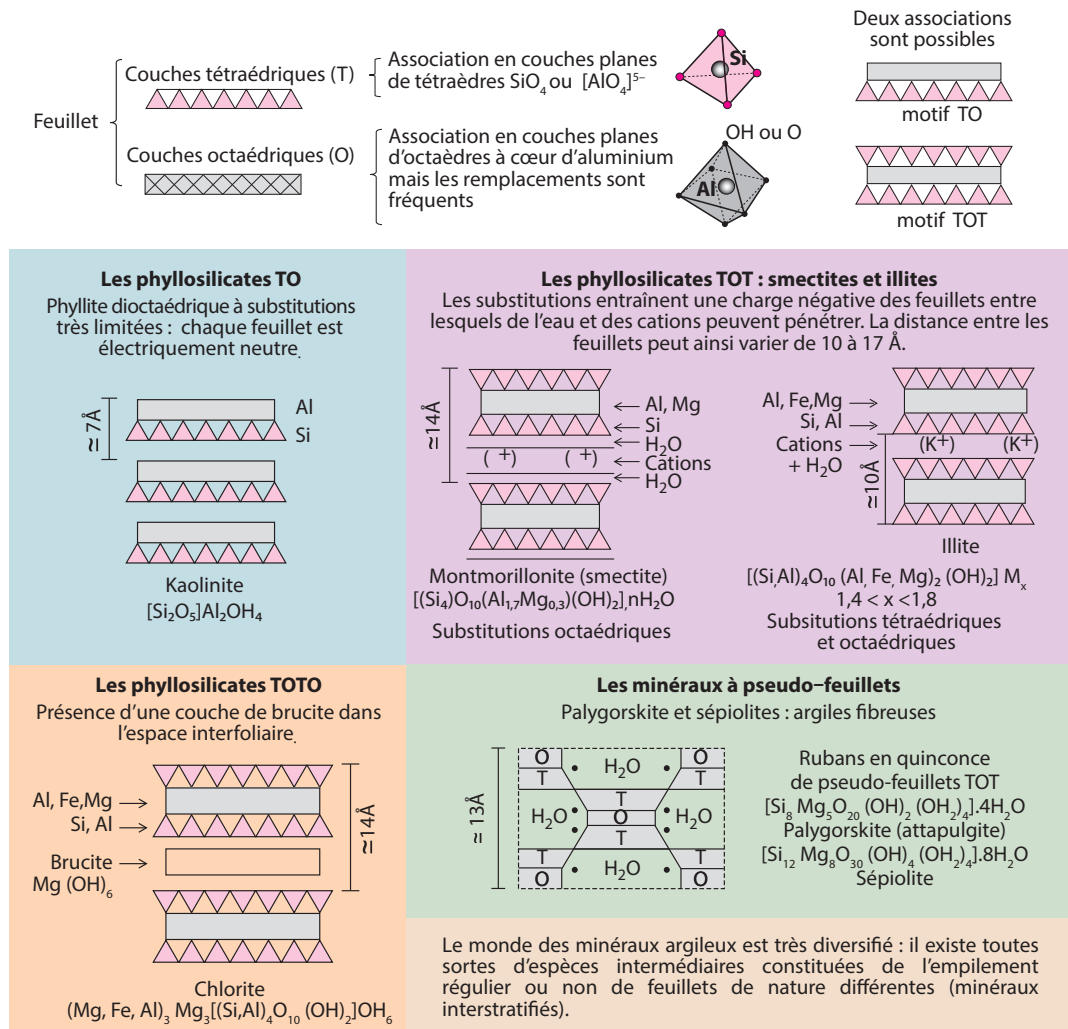 Feuillet
Couches tétraédriques (T)
Association en couches planes
de tétraèdres SiO₄ ou [AlO₄]⁵⁻
Si
Couches octaédriques (O)
Association en couches planes
d'octaèdres à cœur d'aluminium
mais les remplacements sont
fréquents
OH ou O
Al
Deux associations
sont possibles
motif TO
motif TOT
Les phyllosilicates TO
Phyllite dioctaédrique à substitutions
très limitées : chaque feuillet est
électriquement neutre.
≃ 7Å
Al
Si
Kaolinite
[Si₂O₅]Al₂OH₄
Les phyllosilicates TOT : smectites et illites
Les substitutions entraînent une charge négative des feuillets entre
lesquels de l'eau et des cations peuvent pénétrer. La distance entre les
feuillets peut ainsi varier de 10 à 17 Å.
≃14Å
Al, Mg
Si
H₂O
( ⁺) ( ⁺)
Cations
H₂O
Montmorillonite (smectite)
[(Si₄)O₁₀(Al₁,₇Mg₀,₃)(OH)₂],nH₂O
Substitutions octaédriques
Al, Fe,Mg
Si, Al
Cations
+ H₂O
(K⁺) (K⁺)
≃10Å
Illite
[(Si,Al)₄O₁₀ (Al, Fe, Mg)₂ (OH)₂] Mₓ
1,4 < x <1,8
Subsitutions tétraédriques
et octaédriques
Les phyllosilicates TOTO
Présence d'une couche de brucite dans
l'espace interfoliaire.
Al, Fe,Mg
Si, Al
Brucite
Mg (OH)₆
≃14Å
Chlorite
(Mg, Fe, Al)₃ Mg₃[(Si,Al)₄O₁₀ (OH)₂]OH₆
Les minéraux à pseudo–feuillets
Palygorskite et sépiolites : argiles fibreuses
≃ 13Å
O H₂O O
T T
T
H₂O O H₂O
T
T T
O H₂O O
Rubans en quinconce
de pseudo-feuillets TOT
[Si₈ Mg₅O₂₀ (OH)₂ (OH₂)₄].4H₂O
Palygorskite (attapulgite)
[Si₁₂ Mg₈O₃₀ (OH)₄ (OH₂)₄].8H₂O
Sépiolite
Le monde des minéraux argileux est très diversifié : il existe toutes
sortes d'espèces intermédiaires constituées de l'empilement
régulier ou non de feuillets de nature différentes (minéraux
interstratifiés).